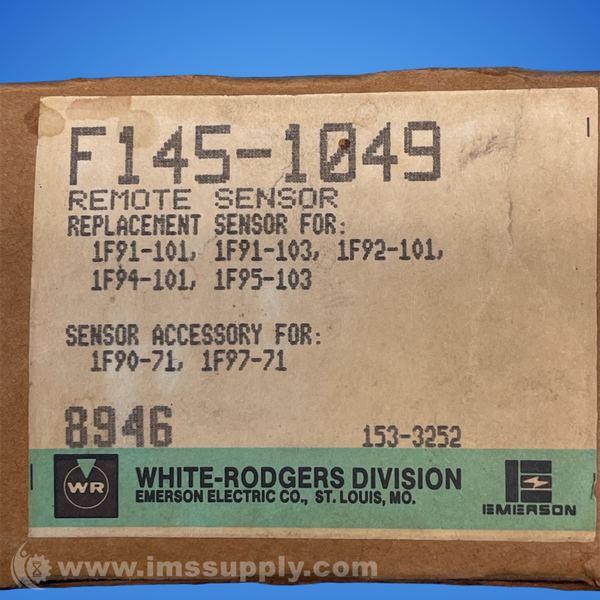 F145-1049
REMOTE SENSOR
REPLACEMENT SENSOR FOR:
1F91-101, 1F91-103, 1F92-101,
1F94-101, 1F95-103
SENSOR ACCESSORY FOR:
1F90-71, 1F97-71
8946 153-3252
WR WHITE-RODGERS DIVISION
EMERSON ELECTRIC CO., ST. LOUIS, MO.
EMERSON
www.imssupply.com